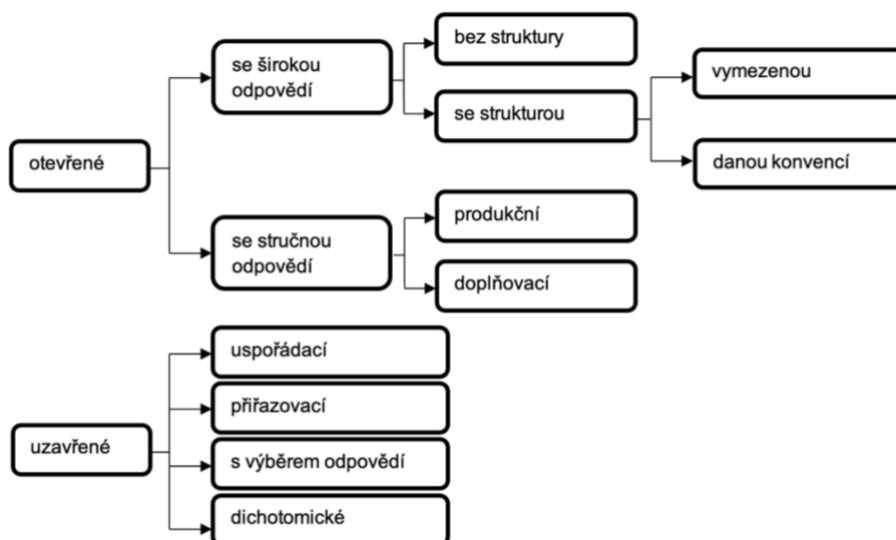 otevřené
se širokou
odpovědí
bez struktury
se strukturou
vymezenou
danou konvencí
se stručnou
odpovědí
produkční
doplňovací
uzavřené
uspořádací
přiřazovací
s výběrem odpovědí
dichotomické